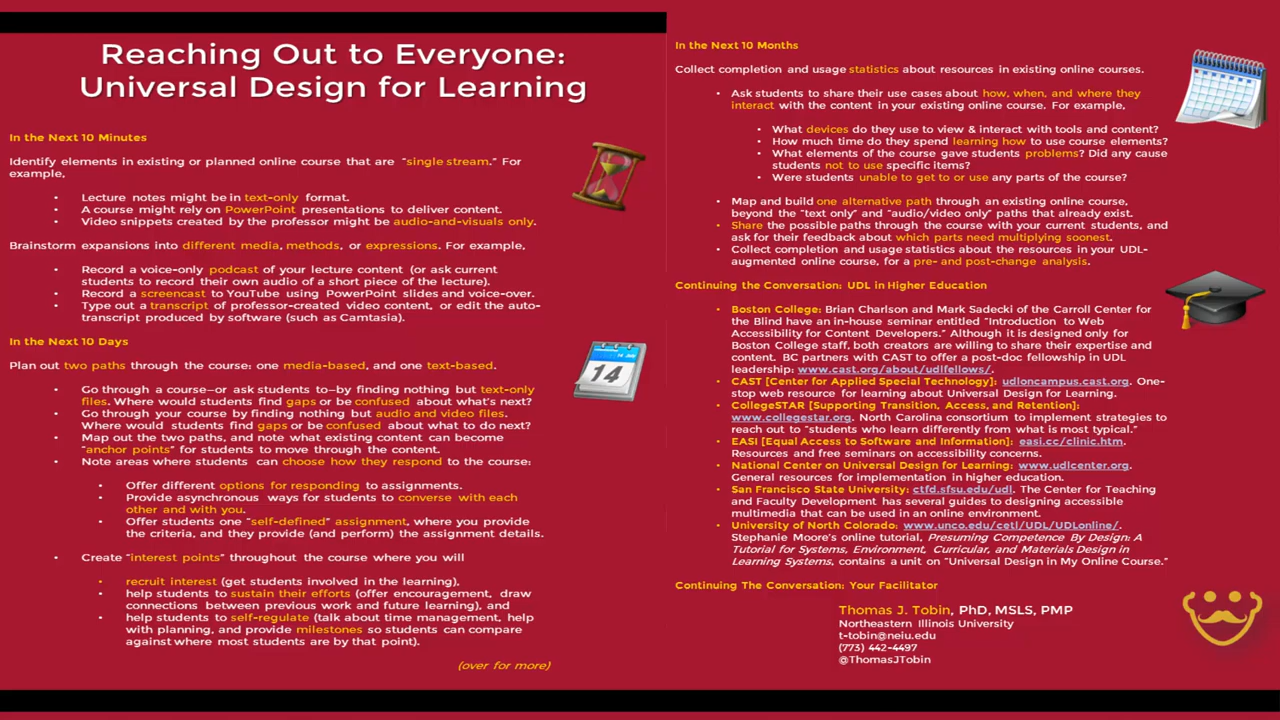 Reaching Out to Everyone:
Universal Design for Learning
In the Next 10 Minutes
Identify elements in existing or planned online course that are "single stream." For
example,
• Lecture notes might be in text-only format.
• A course might rely on PowerPoint presentations to deliver content.
• Video snippets created by the professor might be audio-and-visuals only.
Brainstorm expansions into different media, methods, or expressions. For example,
• Record a voice-only podcast of your lecture content (or ask current
students to record their own audio of a short piece of the lecture).
• Record a screencast to YouTube using PowerPoint slides and voice-over.
• Type out a transcript of professor-created video content, or edit the auto-
transcript produced by software (such as Camtasia).
In the Next 10 Days
Plan out two paths through the course: one media-based, and one text-based.
• Go through a course—or ask students to—by finding nothing but text-only
files. Where would students find gaps or be confused about what's next?
• Go through your course by finding nothing but audio and video files.
Where would students find gaps or be confused about what to do next?
• Map out the two paths, and note what existing content can become
"anchor points" for students to move through the content.
• Note areas where students can choose how they respond to the course:
• Offer different options for responding to assignments.
• Provide asynchronous ways for students to converse with each
other and with you.
• Offer students one "self-defined" assignment, where you provide
the criteria, and they provide (and perform) the assignment details.
• Create "interest points" throughout the course where you will
• recruit interest (get students involved in the learning),
• help students to sustain their efforts (offer encouragement, draw
connections between previous work and future learning), and
• help students to self-regulate (talk about time management, help
with planning, and provide milestones so students can compare
against where most students are by that point).
(over for more)
14
In the Next 10 Months
Collect completion and usage statistics about resources in existing online courses.
• Ask students to share their use cases about how, when, and where they
interact with the content in your existing online course. For example,
• What devices do they use to view & interact with tools and content?
• How much time do they spend learning how to use course elements?
• What elements of the course gave students problems? Did any cause
students not to use specific items?
• Were students unable to get to or use any parts of the course?
• Map and build one alternative path through an existing online course,
beyond the "text only" and "audio/video only" paths that already exist.
• Share the possible paths through the course with your current students, and
ask for their feedback about which parts need multiplying soonest.
• Collect completion and usage statistics about the resources in your UDL-
augmented online course, for a pre- and post-change analysis.
Continuing the Conversation: UDL in Higher Education
• Boston College: Brian Charlson and Mark Sadecki of the Carroll Center for
the Blind have an in-house seminar entitled "Introduction to Web
Accessibility for Content Developers." Although it is designed only for
Boston College staff, both creators are willing to share their expertise and
content. BC partners with CAST to offer a post-doc fellowship in UDL
leadership: www.cast.org/about/udlfellows/.
• CAST [Center for Applied Special Technology]: udloncampus.cast.org. One-
stop web resource for learning about Universal Design for Learning.
• CollegeSTAR [Supporting Transition, Access, and Retention]:
www.collegestar.org. North Carolina consortium to implement strategies to
reach out to "students who learn differently from what is most typical."
• EASI [Equal Access to Software and Information]: easi.cc/clinic.htm.
Resources and free seminars on accessibility concerns.
• National Center on Universal Design for Learning: www.udlcenter.org.
General resources for implementation in higher education.
• San Francisco State University: ctfd.sfsu.edu/udl. The Center for Teaching
and Faculty Development has several guides to designing accessible
multimedia that can be used in an online environment.
• University of North Colorado: www.unco.edu/cetl/UDL/UDLonline/.
Stephanie Moore's online tutorial, Presuming Competence By Design: A
Tutorial for Systems, Environment, Curricular, and Materials Design in
Learning Systems, contains a unit on "Universal Design in My Online Course."
Continuing The Conversation: Your Facilitator
Thomas J. Tobin, PhD, MSLS, PMP
Northeastern Illinois University
t-tobin@neiu.edu
(773) 442-4497
@ThomasJTobin